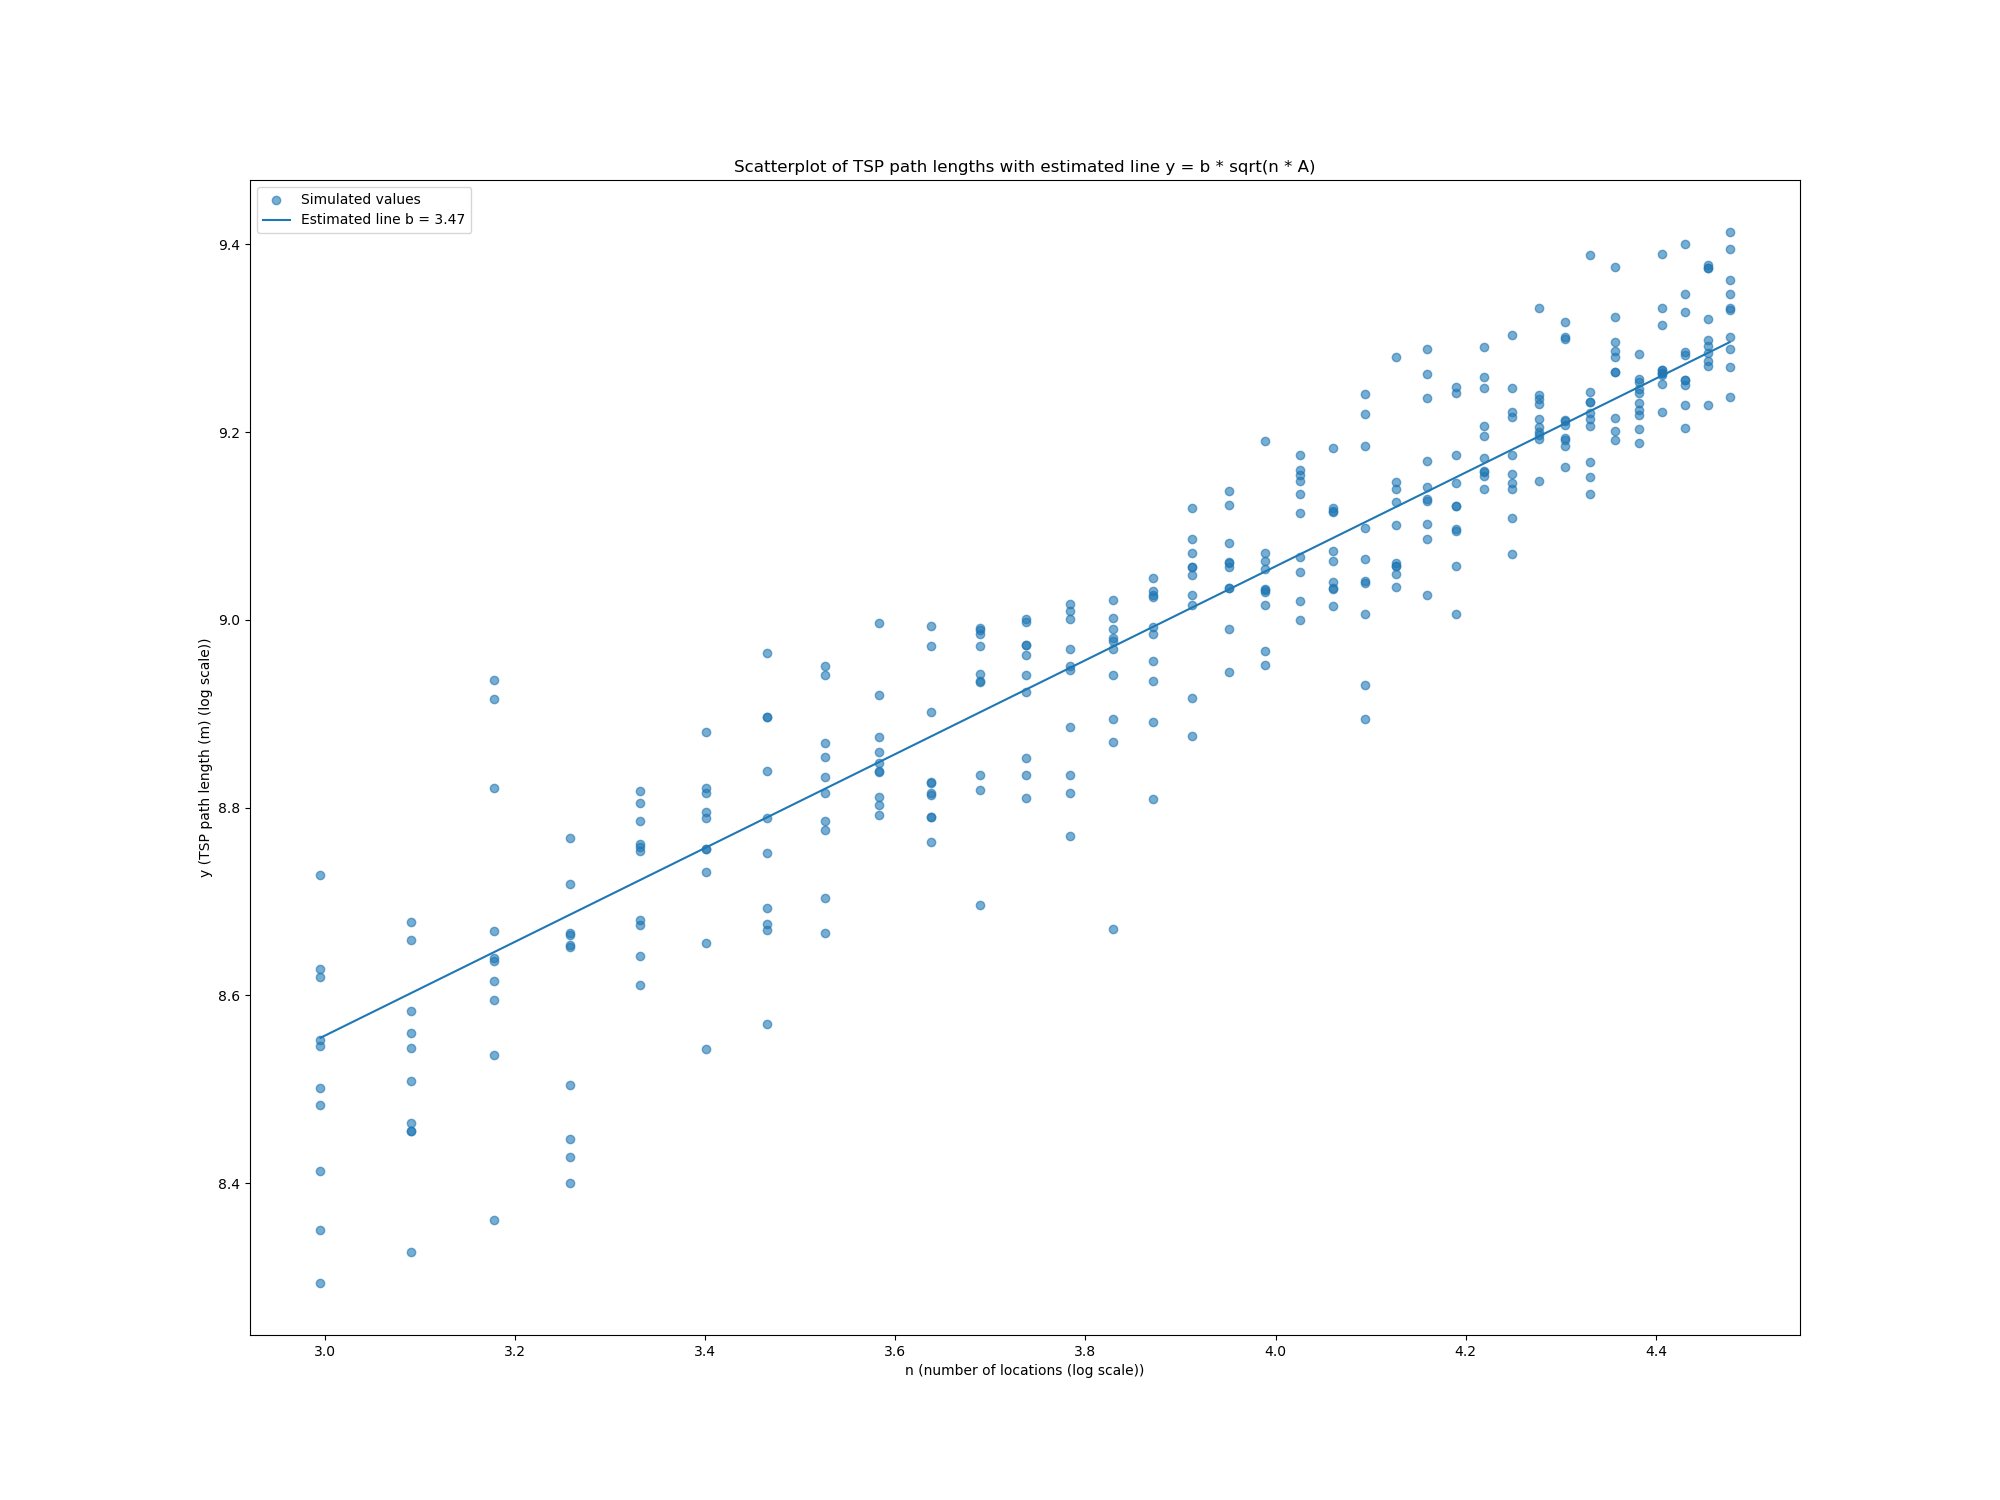 Scatterplot of TSP path lengths with estimated line y = b * sqrt(n * A)
Simulated values
Estimated line b = 3.47
9.4
9.2
9.0
8.8
8.6
8.4
y (TSP path length (m) (log scale))
3.0 3.2 3.4 3.6 3.8 4.0 4.2 4.4
n (number of locations (log scale))